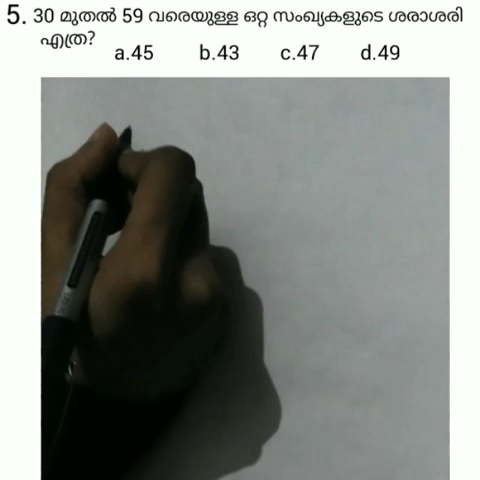 5. 30 മുതൽ 59 വരെയുള്ള ഒറ്റ സംഖ്യകളുടെ ശരാശരി
എത്ര?
a.45 b.43 c.47 d.49